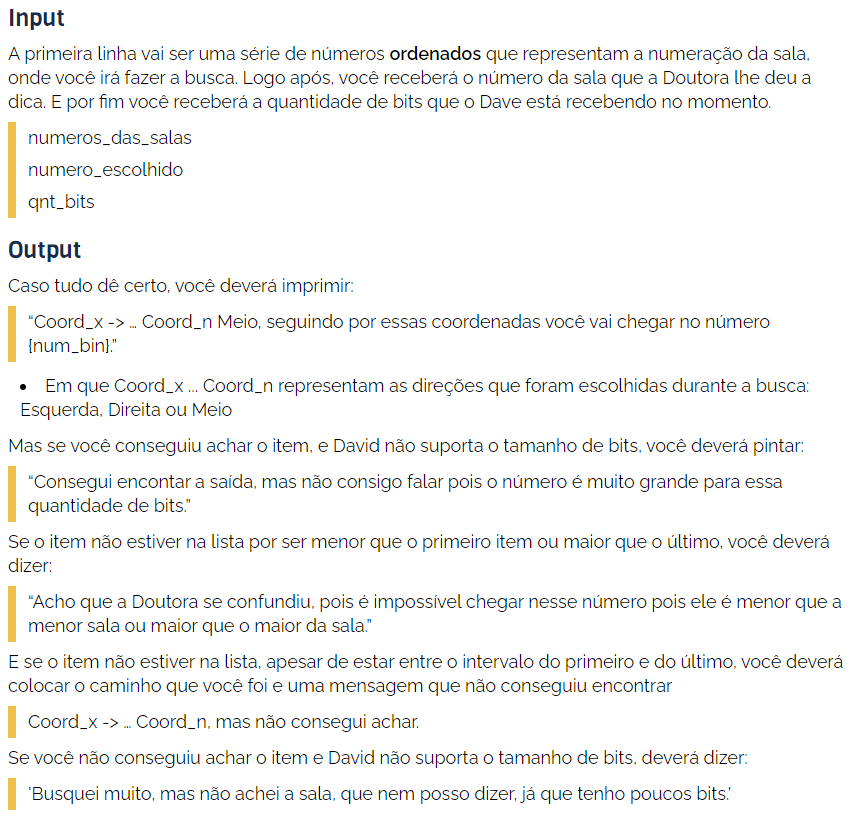 Input
A primeira linha vai ser uma série de números ordenados que representam a numeração da sala,
onde você irá fazer a busca. Logo após, você receberá o número da sala que a Doutora lhe deu a
dica. E por fim você receberá a quantidade de bits que o Dave está recebendo no momento.
numeros_das_salas
numero_escolhido
qnt_bits
Output
Caso tudo dê certo, você deverá imprimir:
“Coord_x -> … Coord_n Meio, seguindo por essas coordenadas você vai chegar no número
{num_bin}.”
• Em que Coord_x ... Coord_n representam as direções que foram escolhidas durante a busca:
Esquerda, Direita ou Meio
Mas se você conseguiu achar o item, e David não suporta o tamanho de bits, você deverá pintar:
“Consegui encontar a saída, mas não consigo falar pois o número é muito grande para essa
quantidade de bits.”
Se o item não estiver na lista por ser menor que o primeiro item ou maior que o último, você deverá
dizer:
“Acho que a Doutora se confundiu, pois é impossível chegar nesse número pois ele é menor que a
menor sala ou maior que o maior da sala.”
E se o item não estiver na lista, apesar de estar entre o intervalo do primeiro e do último, você deverá
colocar o caminho que você foi e uma mensagem que não conseguiu encontrar
Coord_x -> … Coord_n, mas não consegui achar.
Se você não conseguiu achar o item e David não suporta o tamanho de bits, deverá dizer:
'Busquei muito, mas não achei a sala, que nem posso dizer, já que tenho poucos bits.'